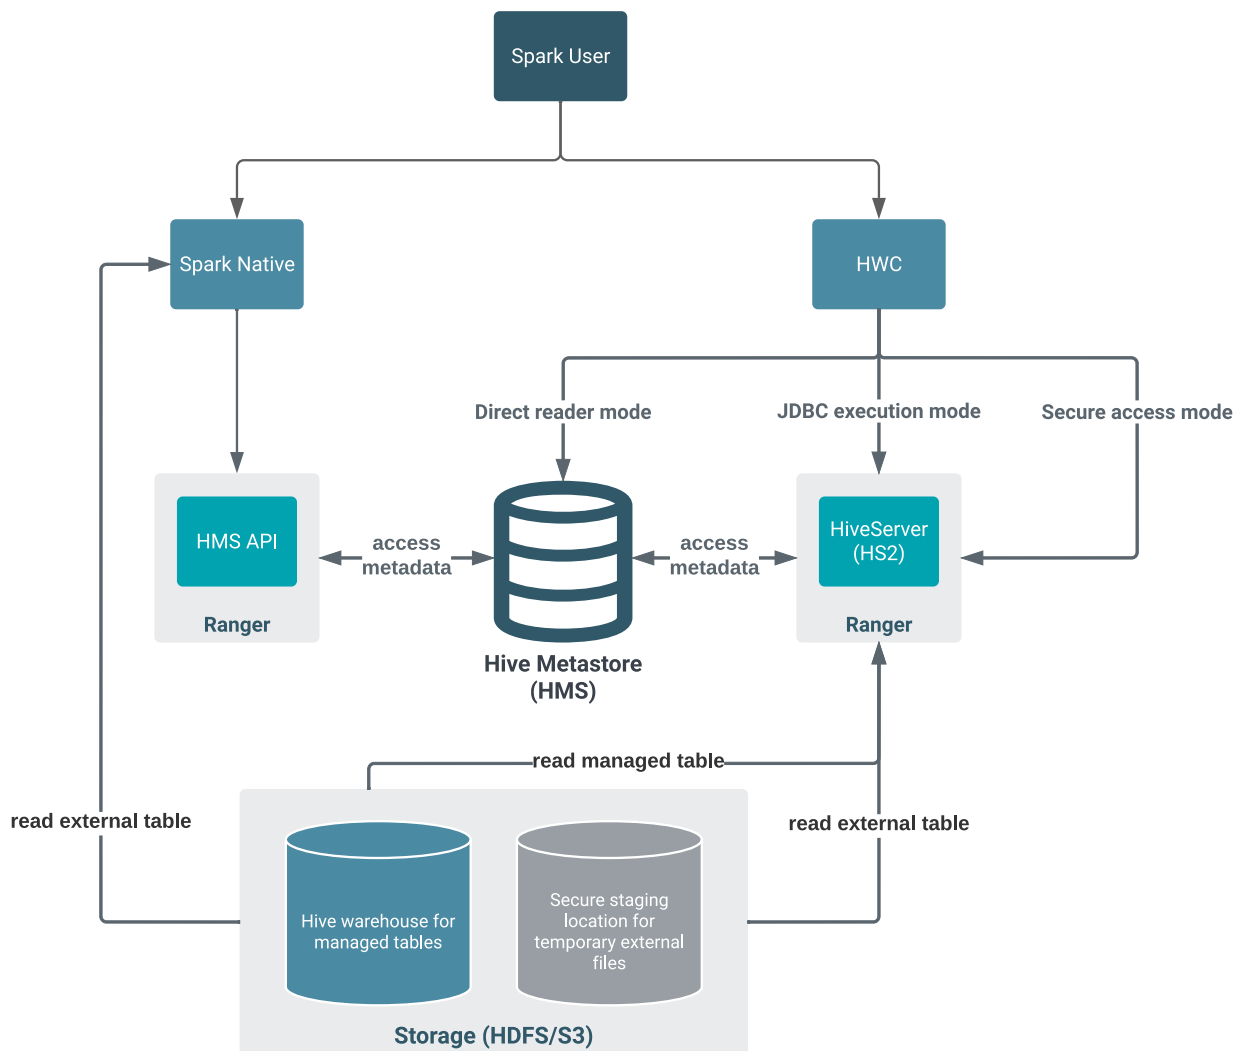 Spark User
Spark Native
HWC
Direct reader mode
JDBC execution mode
Secure access mode
HMS API
Ranger
access
metadata
access
metadata
HiveServer
(HS2)
Ranger
Hive Metastore
(HMS)
read managed table
read external table
read external table
Hive warehouse for
managed tables
Secure staging
location for
temporary external
files
Storage (HDFS/S3)